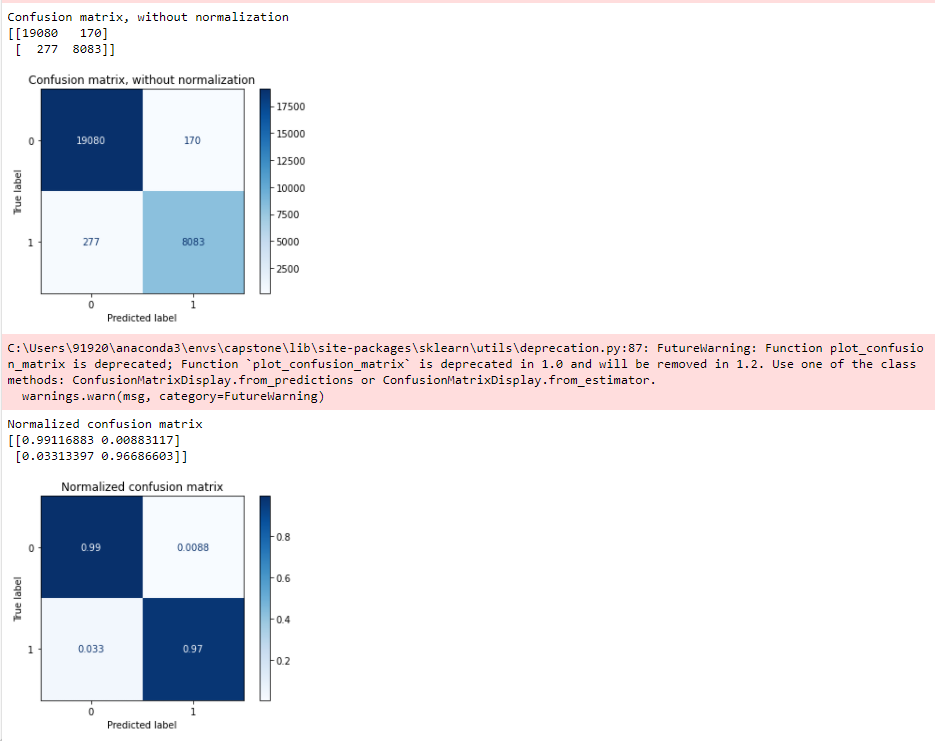 Confusion matrix, without normalization
[[19080   170]
 [  277  8083]]
Confusion matrix, without normalization
17500
15000
12500
10000
7500
5000
2500
0
19080
170
True label
1
277
8083
0
1
Predicted label
C:\Users\91920\anaconda3\envs\capstone\lib\site-packages\sklearn\utils\deprecation.py:87: FutureWarning: Function plot_confusio
n_matrix is deprecated; Function `plot_confusion_matrix` is deprecated in 1.0 and will be removed in 1.2. Use one of the class
methods: ConfusionMatrixDisplay.from_predictions or ConfusionMatrixDisplay.from_estimator.
  warnings.warn(msg, category=FutureWarning)
Normalized confusion matrix
[[0.99116883 0.00883117]
 [0.03313397 0.96686603]]
Normalized confusion matrix
0.8
0.6
0.4
0.2
0
0.99
0.0088
True label
1
0.033
0.97
0
1
Predicted label